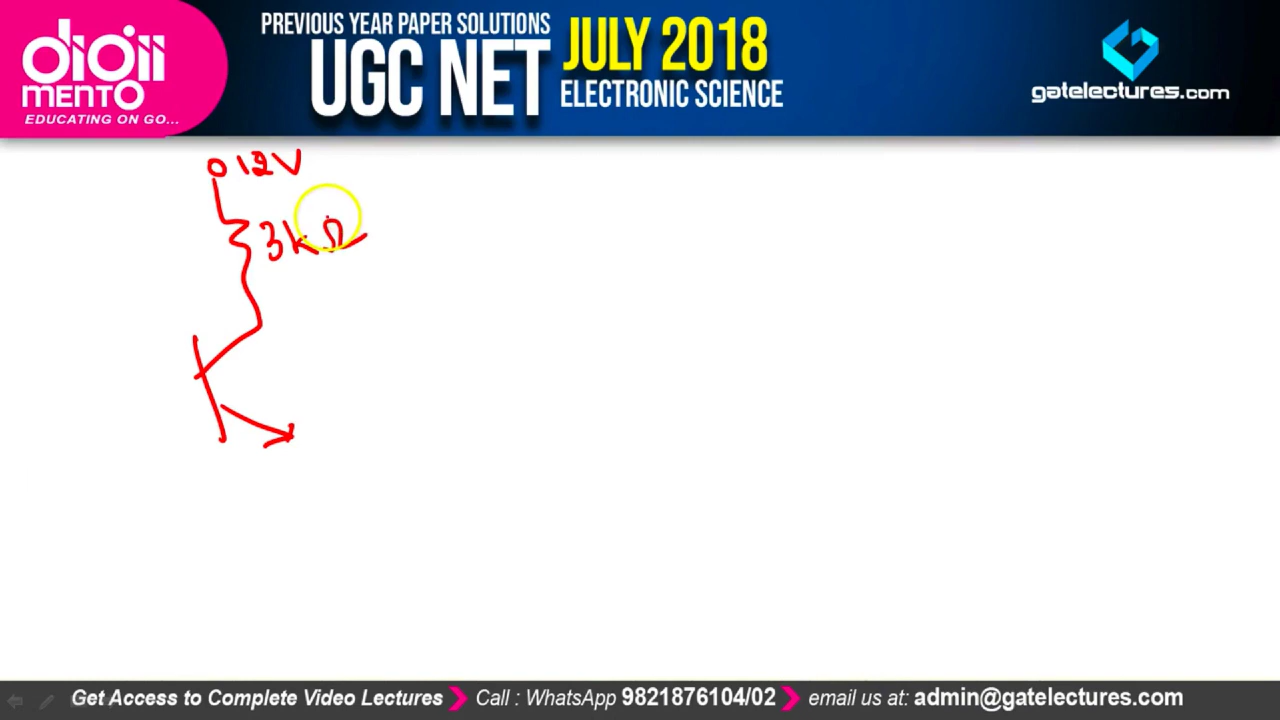 digii
MENTO
EDUCATING ON GO...
PREVIOUS YEAR PAPER SOLUTIONS
UGC NET
JULY 2018
ELECTRONIC SCIENCE
gatelectures.com
12V
3kΩ
Get Access to Complete Video Lectures
Call : WhatsApp 9821876104/02
email us at: admin@gatelectures.com